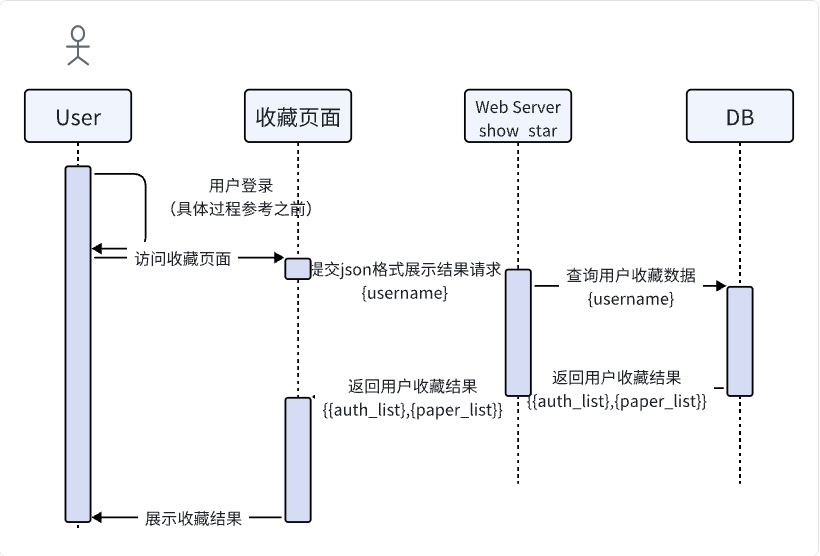 User
收藏页面
Web Server
show_star
DB
用户登录
（具体过程参考之前）
访问收藏页面
提交json格式展示结果请求
{username}
查询用户收藏数据
{username}
返回用户收藏结果
{{auth_list},{paper_list}}
返回用户收藏结果
{{auth_list},{paper_list}}
展示收藏结果